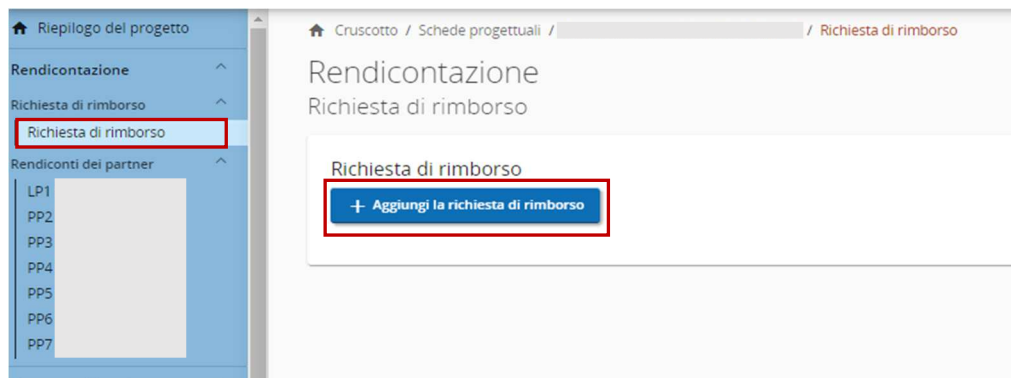 Riepilogo del progetto
Rendicontazione
Richiesta di rimborso
Richiesta di rimborso
Rendiconti dei partner
LP1
PP2
PP3
PP4
PP5
PP6
PP7
Cruscotto / Schede progettuali / / Richiesta di rimborso
Rendicontazione
Richiesta di rimborso
Richiesta di rimborso
+ Aggiungi la richiesta di rimborso